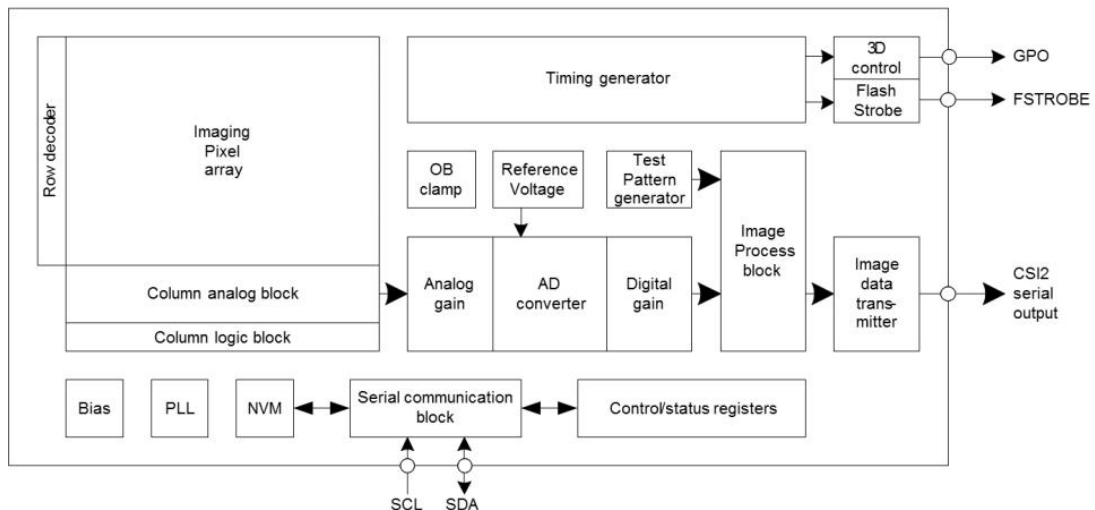 Row decoder
Imaging
Pixel
array
Column analog block
Column logic block
Timing generator
3D
control
Flash
Strobe
GPO
FSTROBE
OB
clamp
Reference
Voltage
Test
Pattern
generator
Analog
gain
AD
converter
Digital
gain
Image
Process
block
Image
data
trans-
mitter
CSI2
serial
output
Bias
PLL
NVM
Serial communication
block
Control/status registers
SCL
SDA